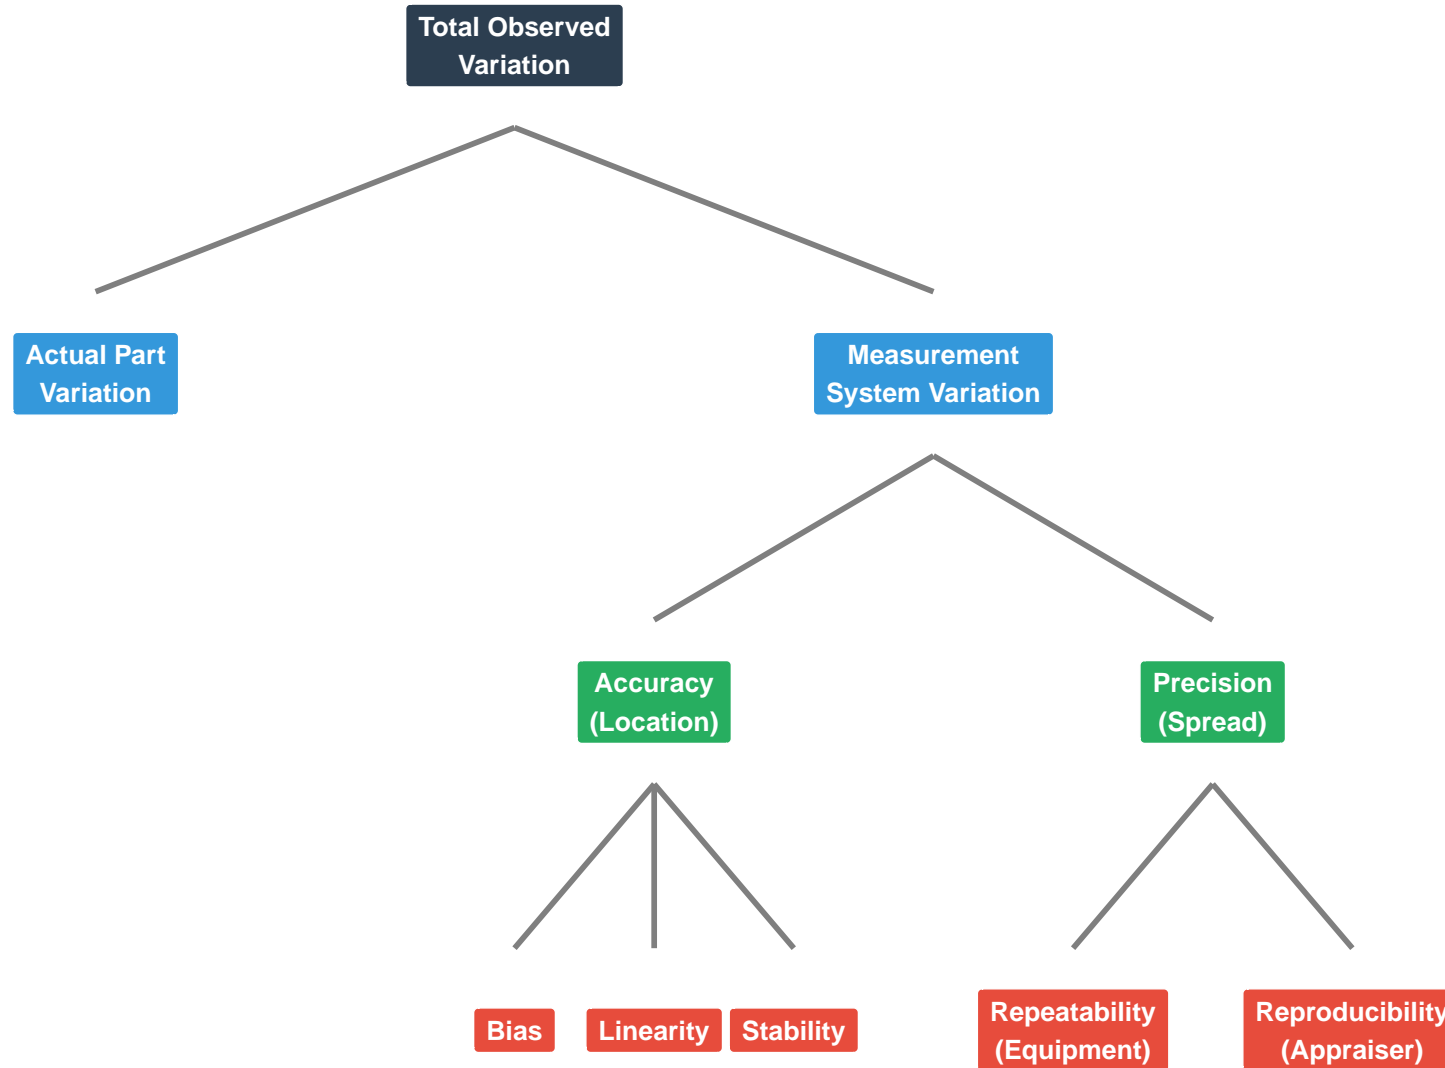 Total Observed
Variation
Actual Part
Variation
Measurement
System Variation
Accuracy
(Location)
Precision
(Spread)
Bias
Linearity
Stability
Repeatability
(Equipment)
Reproducibility
(Appraiser)